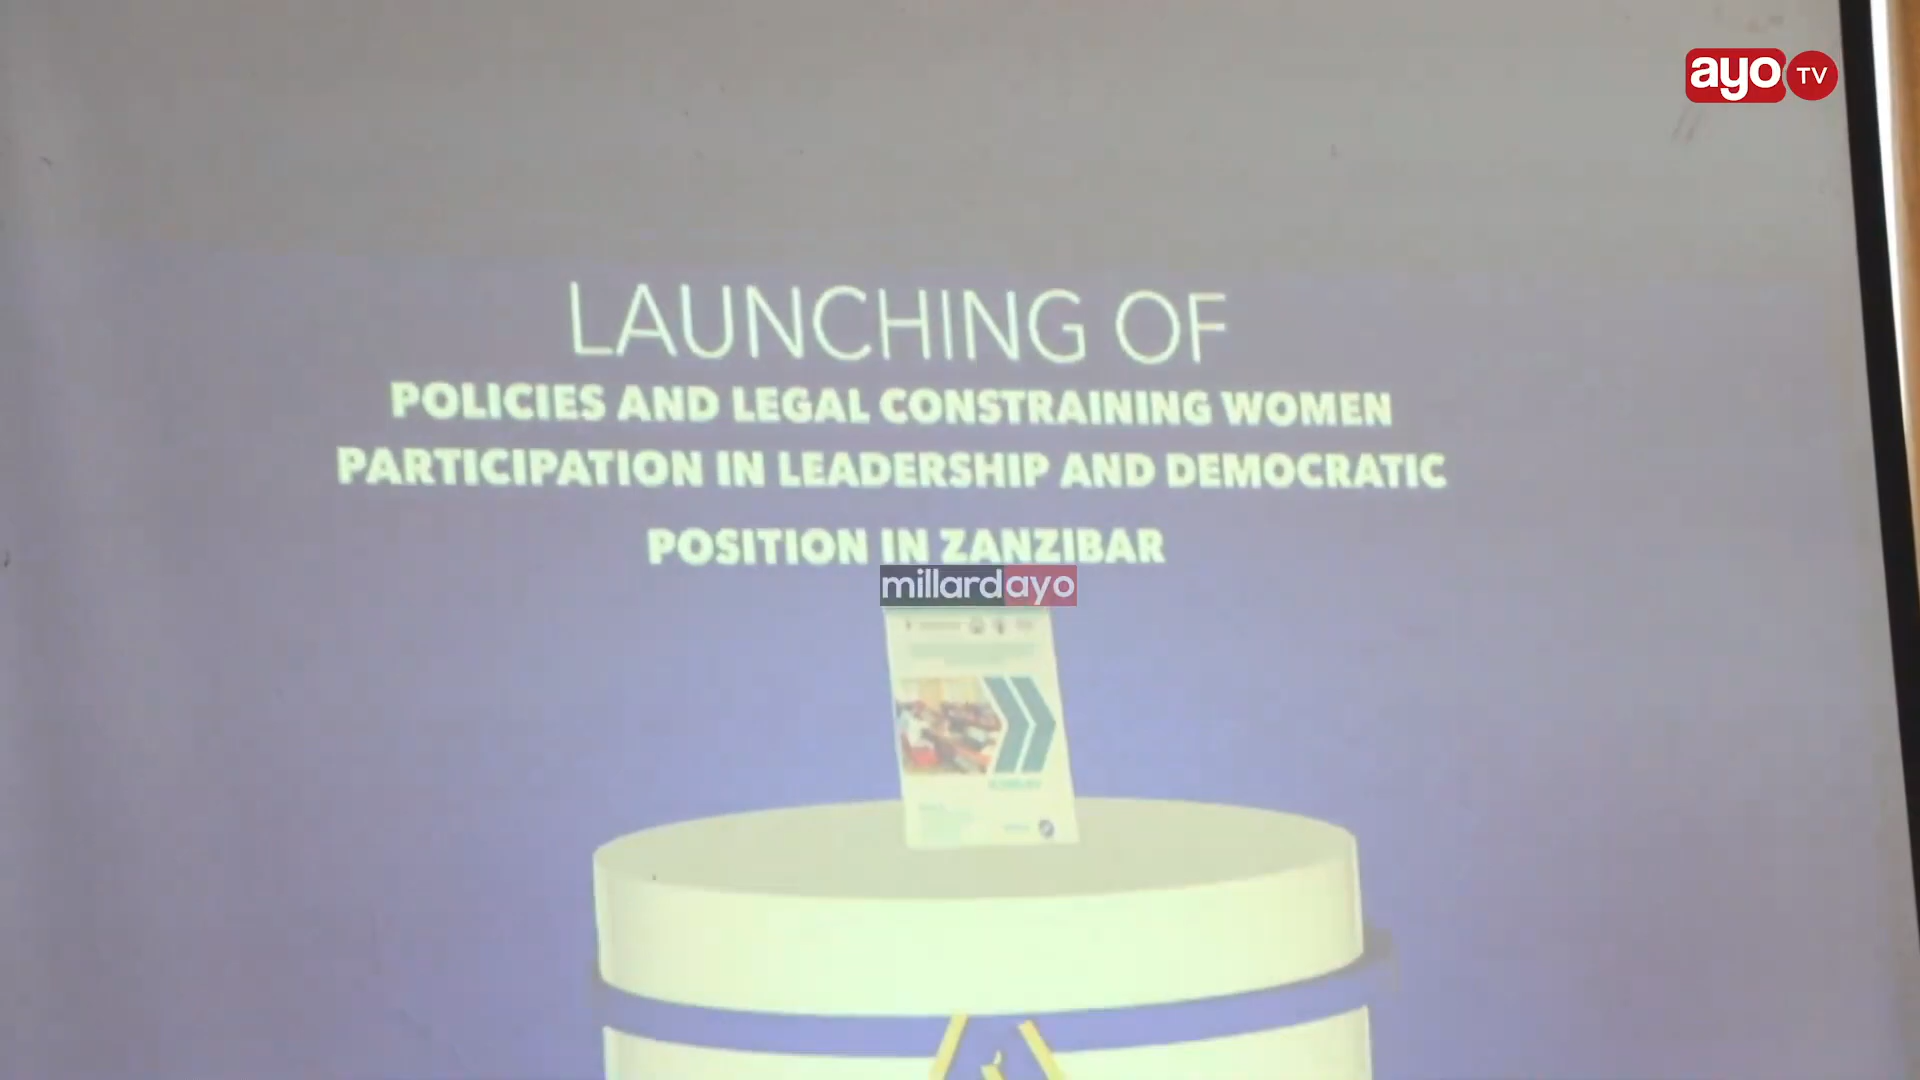 ayo TV
LAUNCHING OF
POLICIES AND LEGAL CONSTRAINING WOMEN
PARTICIPATION IN LEADERSHIP AND DEMOCRATIC
POSITION IN ZANZIBAR
millardayo